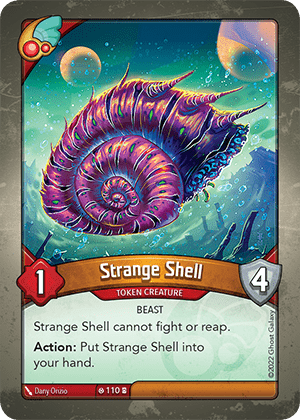 Strange Shell
TOKEN CREATURE
1
4
BEAST
Strange Shell cannot fight or reap.
Action: Put Strange Shell into
your hand.
©2022 Ghost Galaxy
Dany Orizio
110